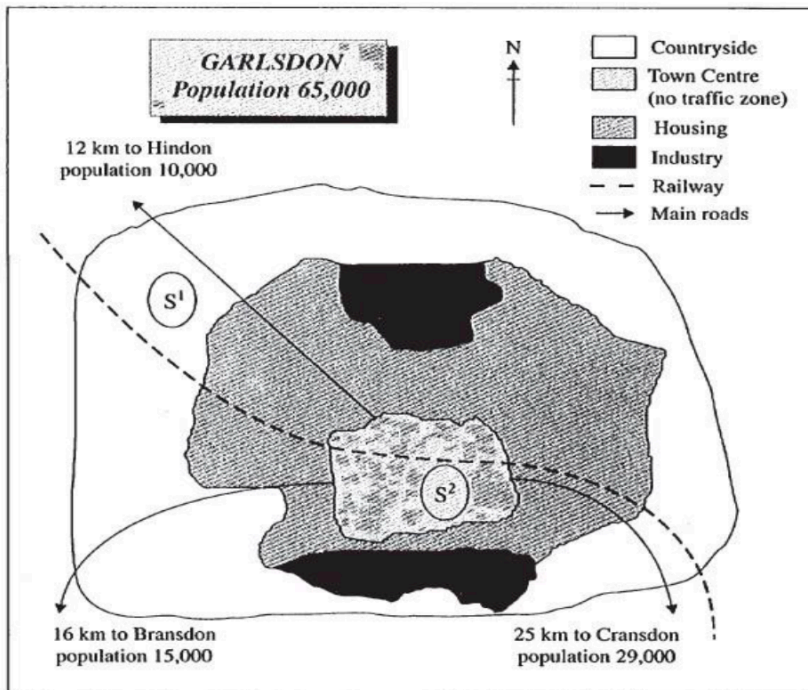 GARLSDON
Population 65,000
N
Countryside
Town Centre
(no traffic zone)
Housing
Industry
Railway
Main roads
12 km to Hindon
population 10,000
S¹
S²
16 km to Bransdon
population 15,000
25 km to Cransdon
population 29,000